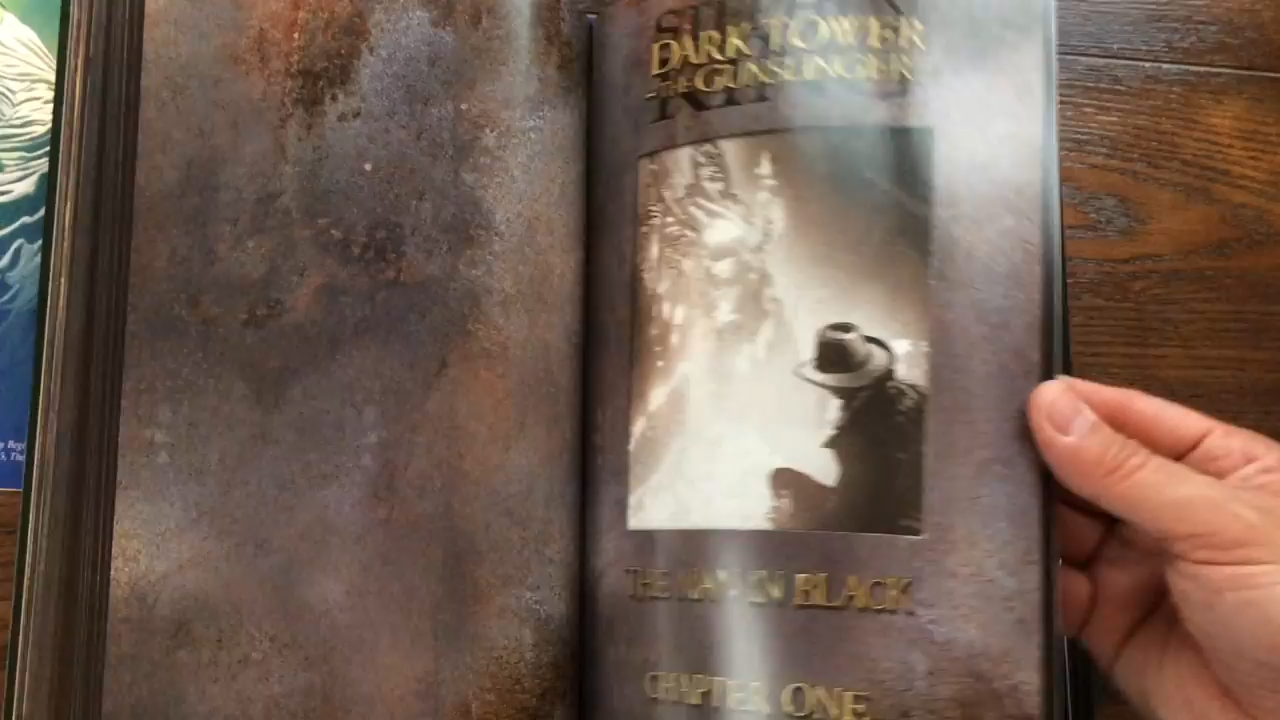 DARK TOWER
THE GUNSLINGER
THE MAN IN BLACK
CHAPTER ONE